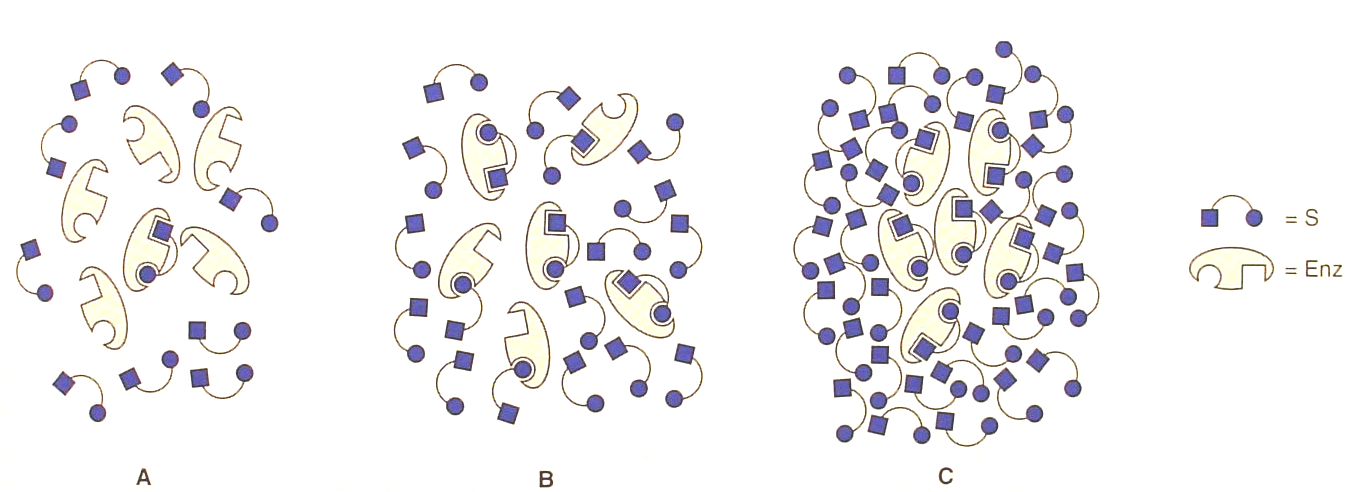 = S
= Enz
A
B
C